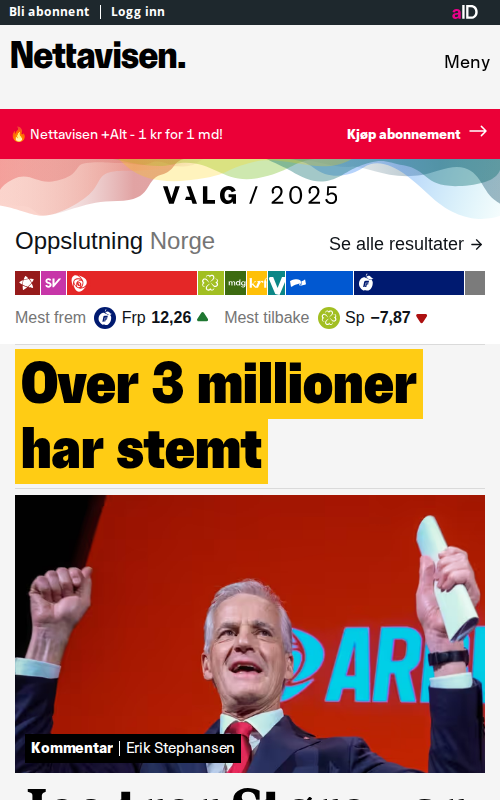 Bli abonnent | Logg inn
aID
Nettavisen.
Meny
🔥 Nettavisen +Alt - 1 kr for 1 md!
Kjøp abonnement →
VALG / 2025
Oppslutning Norge
Se alle resultater →
SV mdg krf V
Mest frem Frp 12,26 ▲ Mest tilbake Sp −7,87 ▼
Over 3 millioner
har stemt
Kommentar | Erik Stephansen